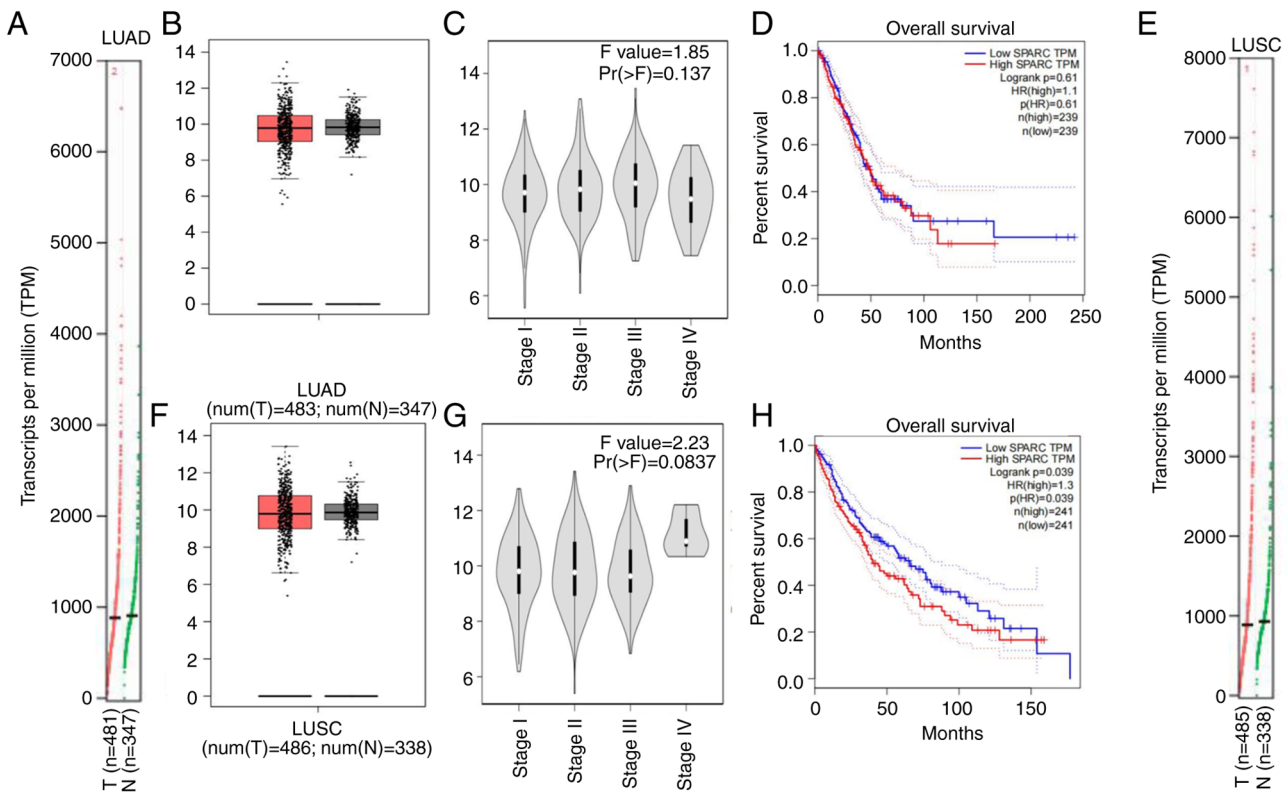 A
LUAD
Transcripts per million (TPM)
7000
6000
5000
4000
3000
2000
1000
0
T (n=481)
N (n=347)
B
14
12
10
8
6
4
2
0
LUAD
(num(T)=483; num(N)=347)
C
F value=1.85
Pr(>F)=0.137
14
12
10
8
6
Stage I
Stage II
Stage III
Stage IV
D
Overall survival
Low SPARC TPM
High SPARC TPM
Logrank p=0.61
HR(high)=1.1
p(HR)=0.61
n(high)=239
n(low)=239
Percent survival
1.0
0.8
0.6
0.4
0.2
0.0
0 50 100 150 200 250
Months
E
LUSC
Transcripts per million (TPM)
8000
7000
6000
5000
4000
3000
2000
1000
0
T (n=485)
N (n=338)
F
14
12
10
8
6
4
2
0
LUSC
(num(T)=486; num(N)=338)
G
F value=2.23
Pr(>F)=0.0837
14
12
10
8
6
Stage I
Stage II
Stage III
Stage IV
H
Overall survival
Low SPARC TPM
High SPARC TPM
Logrank p=0.039
HR(high)=1.3
p(HR)=0.039
n(high)=241
n(low)=241
Percent survival
1.0
0.8
0.6
0.4
0.2
0.0
0 50 100 150
Months